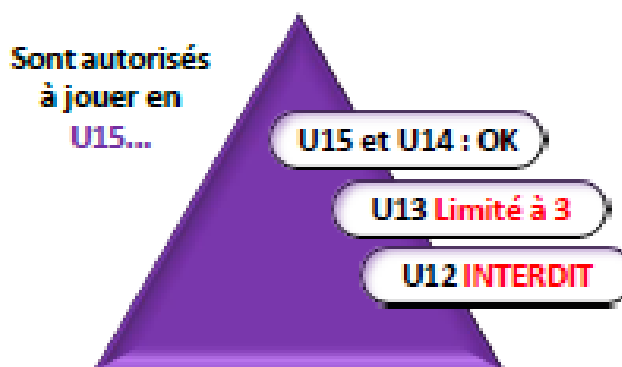 Sont autorisés
à jouer en
U15...
U15 et U14 : OK
U13 Limité à 3
U12 INTERDIT